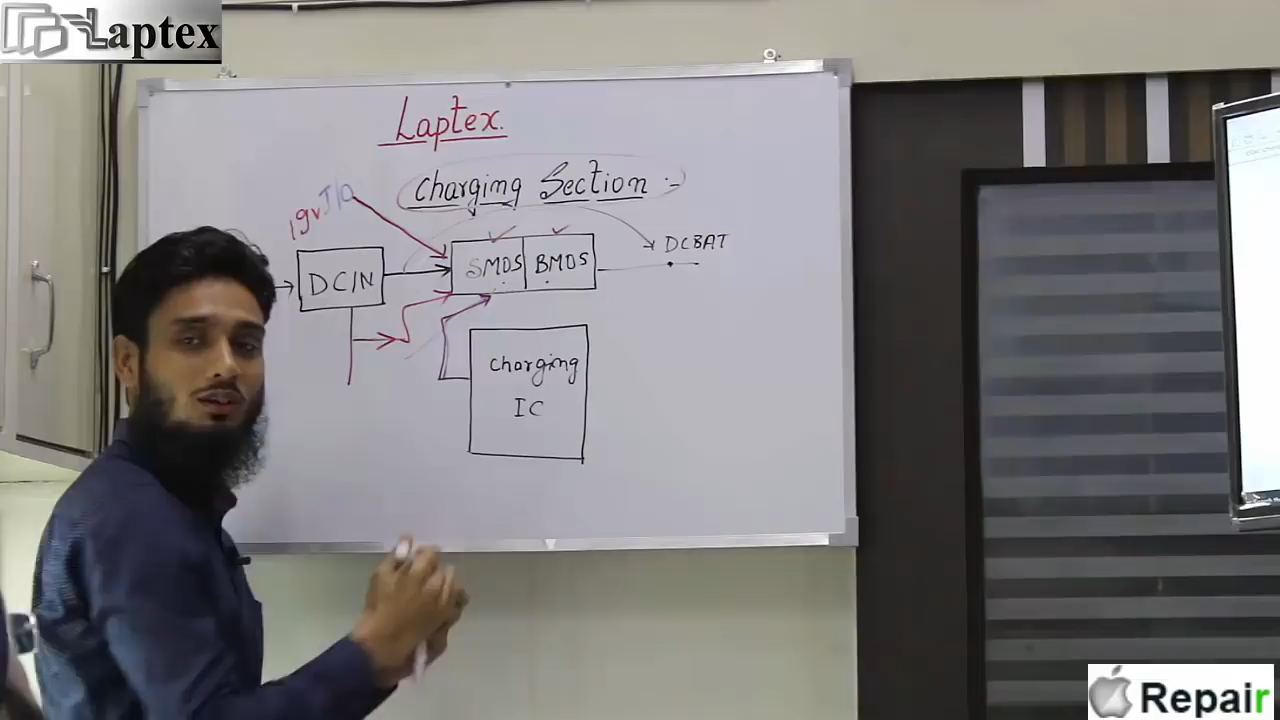 Laptex
Laptex.
Charging Section :-
19v I/P
DCIN
SMOS
BMOS
DCBAT
Charging
IC
Repair